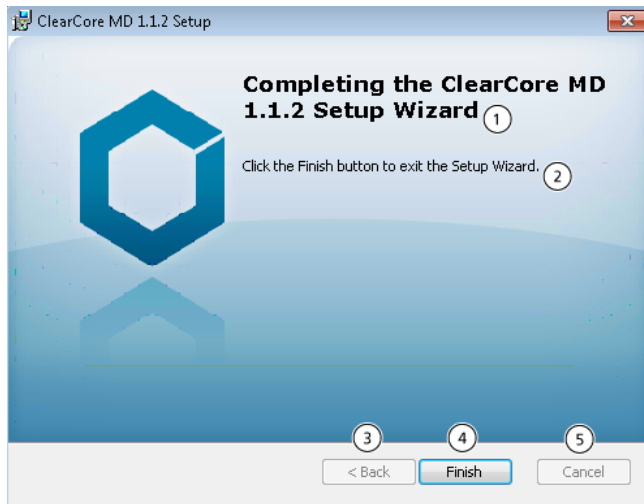 ClearCore MD 1.1.2 Setup
Completing the ClearCore MD
1.1.2 Setup Wizard 1
Click the Finish button to exit the Setup Wizard. 2
3 4 5
< Back Finish Cancel